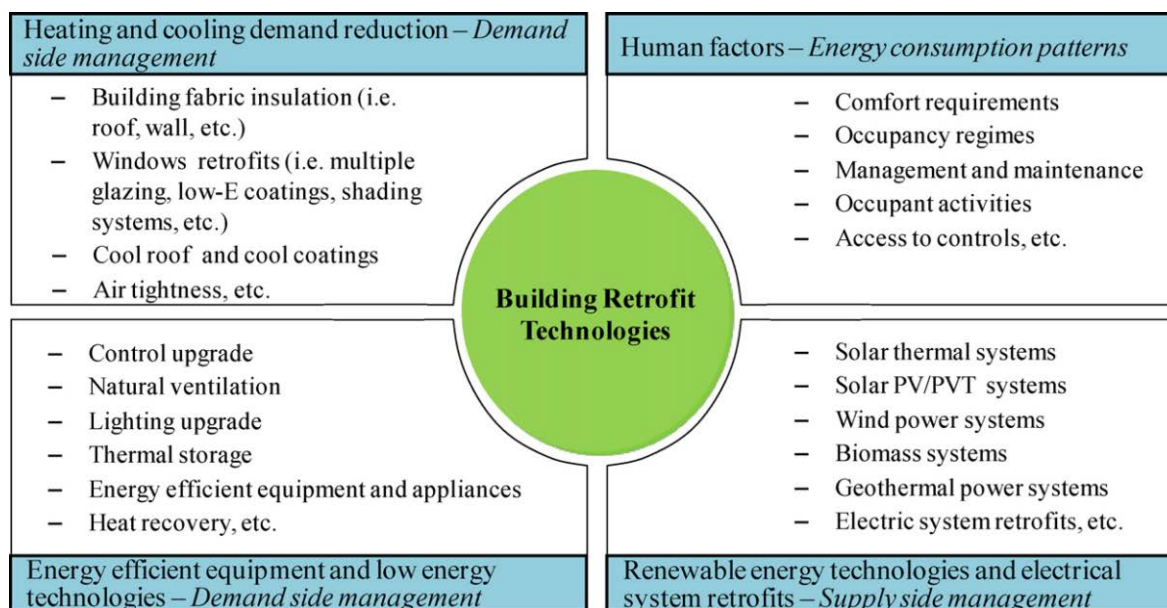 Heating and cooling demand reduction – Demand
side management
– Building fabric insulation (i.e.
roof, wall, etc.)
– Windows retrofits (i.e. multiple
glazing, low-E coatings, shading
systems, etc.)
– Cool roof and cool coatings
– Air tightness, etc.
Human factors – Energy consumption patterns
– Comfort requirements
– Occupancy regimes
– Management and maintenance
– Occupant activities
– Access to controls, etc.
Building Retrofit
Technologies
– Control upgrade
– Natural ventilation
– Lighting upgrade
– Thermal storage
– Energy efficient equipment and appliances
– Heat recovery, etc.
Energy efficient equipment and low energy
technologies – Demand side management
– Solar thermal systems
– Solar PV/PVT systems
– Wind power systems
– Biomass systems
– Geothermal power systems
– Electric system retrofits, etc.
Renewable energy technologies and electrical
system retrofits – Supply side management